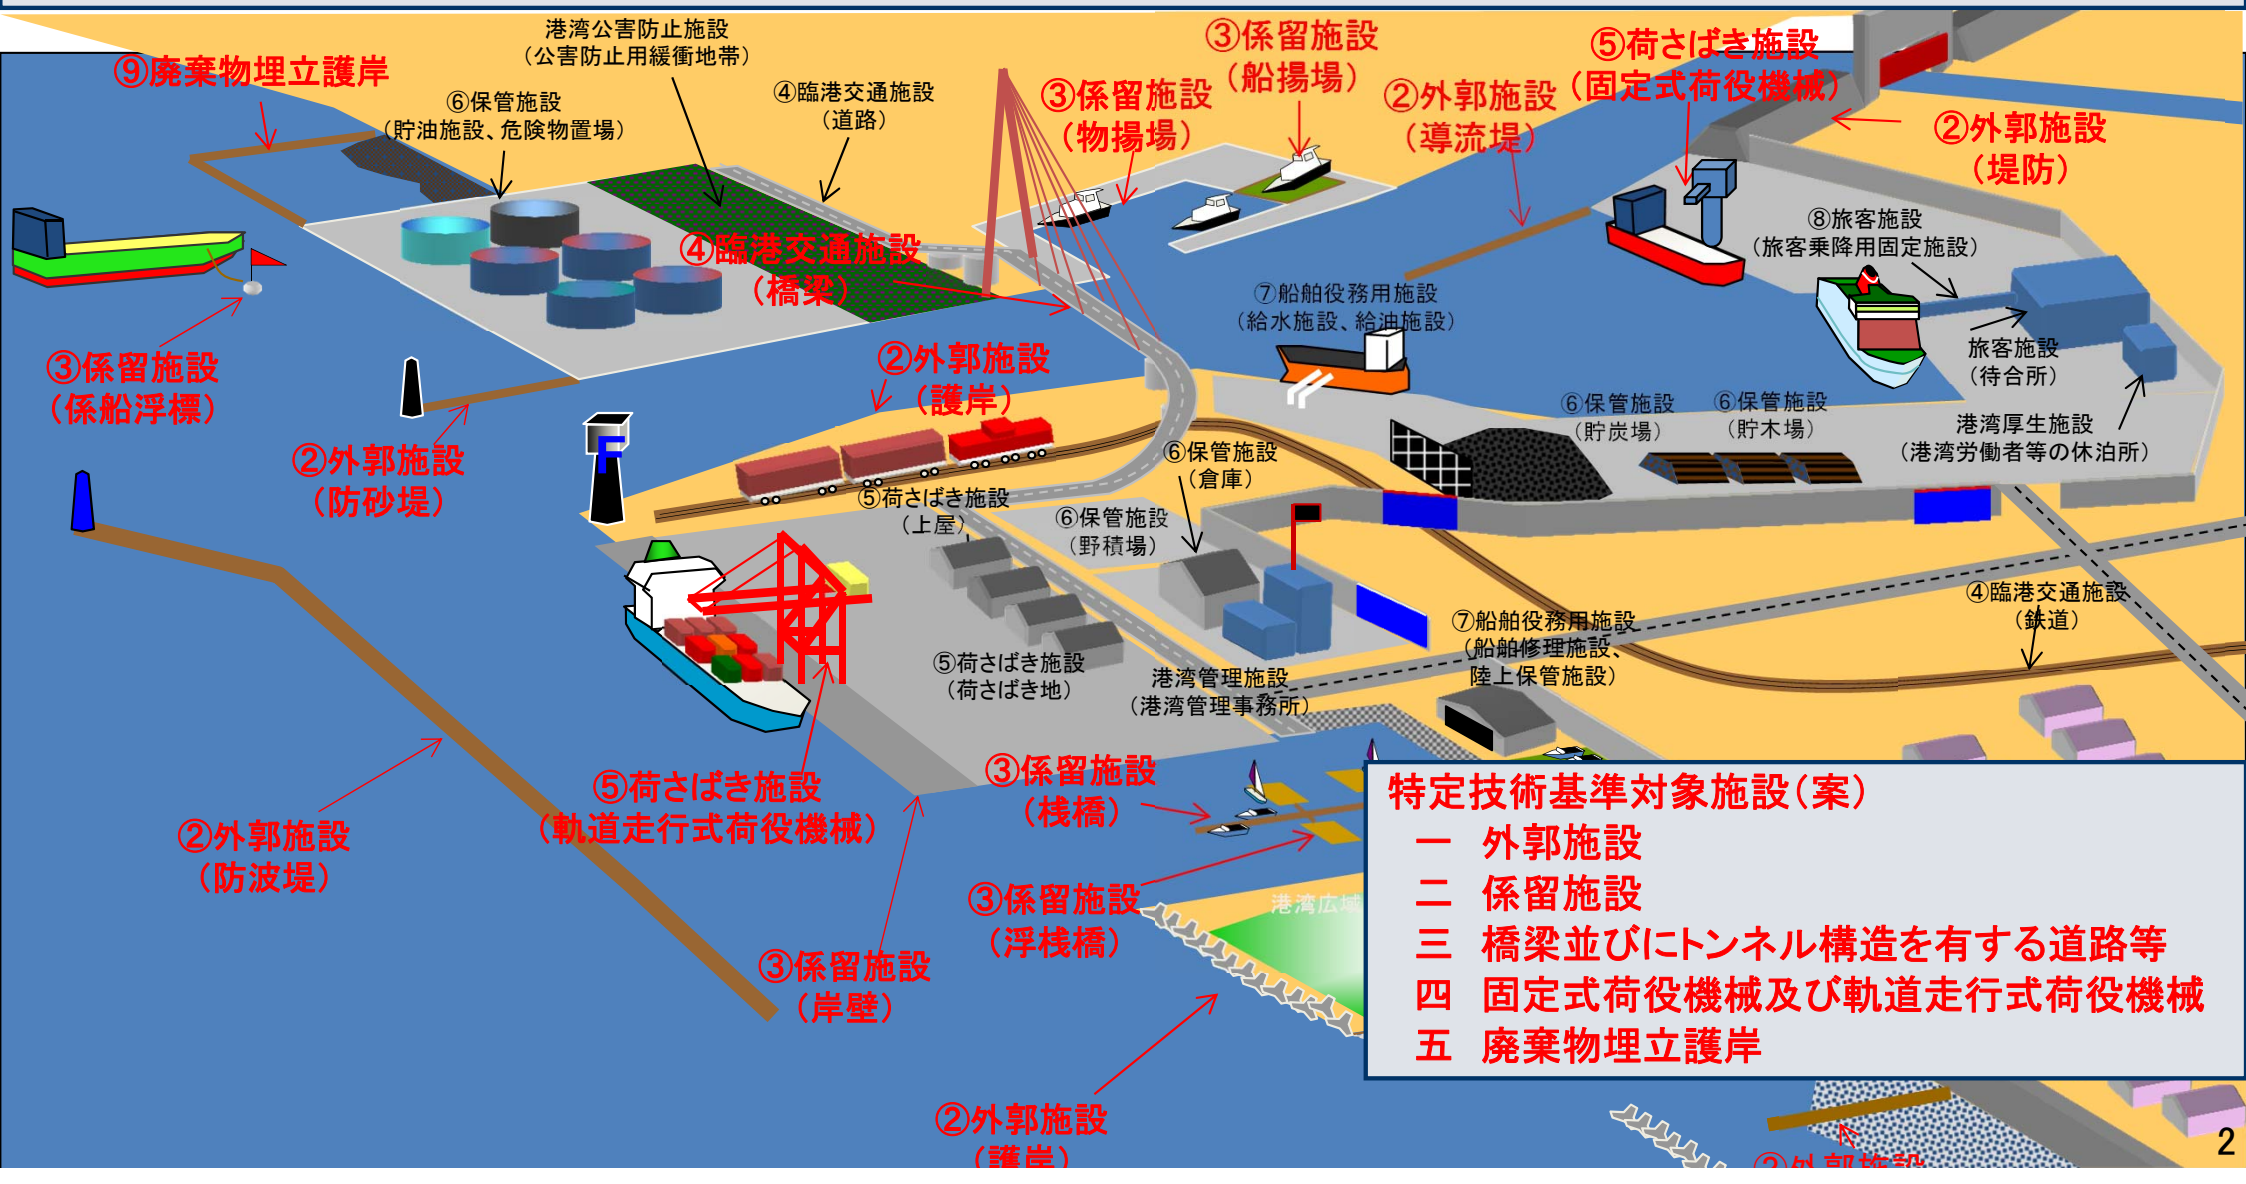 港湾公害防止施設
（公害防止用緩衝地帯）
③係留施設
（船揚場）
⑤荷さばき施設
（固定式荷役機械）
⑨廃棄物埋立護岸
⑥保管施設
（貯油施設、危険物置場）
④臨港交通施設
（道路）
③係留施設
（物揚場）
②外郭施設
（導流堤）
②外郭施設
（堤防）
⑧旅客施設
（旅客乗降用固定施設）
④臨港交通施設
（橋梁）
⑦船舶役務用施設
（給水施設、給油施設）
旅客施設
（待合所）
③係留施設
（係船浮標）
②外郭施設
（護岸）
⑥保管施設
（貯炭場）
⑥保管施設
（貯木場）
港湾厚生施設
（港湾労働者等の休泊所）
②外郭施設
（防砂堤）
F
⑥保管施設
（倉庫）
⑤荷さばき施設
（上屋）
⑥保管施設
（野積場）
④臨港交通施設
（鉄道）
⑦船舶役務用施設
（船舶修理施設、
陸上保管施設）
⑤荷さばき施設
（荷さばき地）
港湾管理施設
（港湾管理事務所）
⑤荷さばき施設
（軌道走行式荷役機械）
③係留施設
（桟橋）
②外郭施設
（防波堤）
③係留施設
（浮桟橋）
港湾広域
③係留施設
（岸壁）
特定技術基準対象施設（案）
一　外郭施設
二　係留施設
三　橋梁並びにトンネル構造を有する道路等
四　固定式荷役機械及び軌道走行式荷役機械
五　廃棄物埋立護岸
②外郭施設
（護岸）
②外郭施設
2